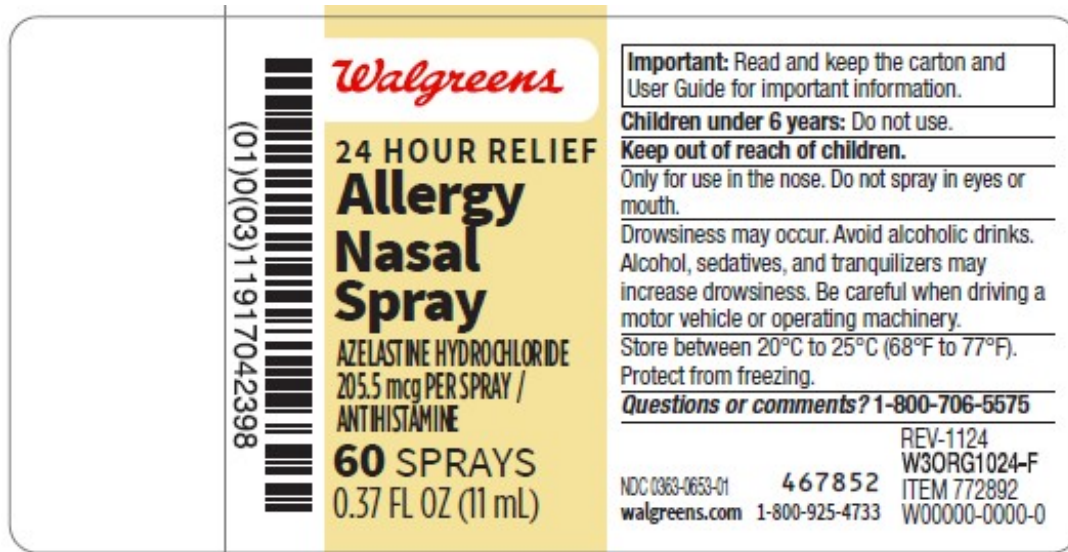 (01)0(03)11917042398
Walgreens
24 HOUR RELIEF
Allergy
Nasal
Spray
AZELASTINE HYDROCHLORIDE
205.5 mcg PER SPRAY /
ANTIHISTAMINE
60 SPRAYS
0.37 FL OZ (11 mL)
Important: Read and keep the carton and
User Guide for important information.
Children under 6 years: Do not use.
Keep out of reach of children.
Only for use in the nose. Do not spray in eyes or
mouth.
Drowsiness may occur. Avoid alcoholic drinks.
Alcohol, sedatives, and tranquilizers may
increase drowsiness. Be careful when driving a
motor vehicle or operating machinery.
Store between 20°C to 25°C (68°F to 77°F).
Protect from freezing.
Questions or comments? 1-800-706-5575
REV-1124
W3ORG1024-F
NDC 0363-0653-01 467852 ITEM 772892
walgreens.com 1-800-925-4733 W00000-0000-0